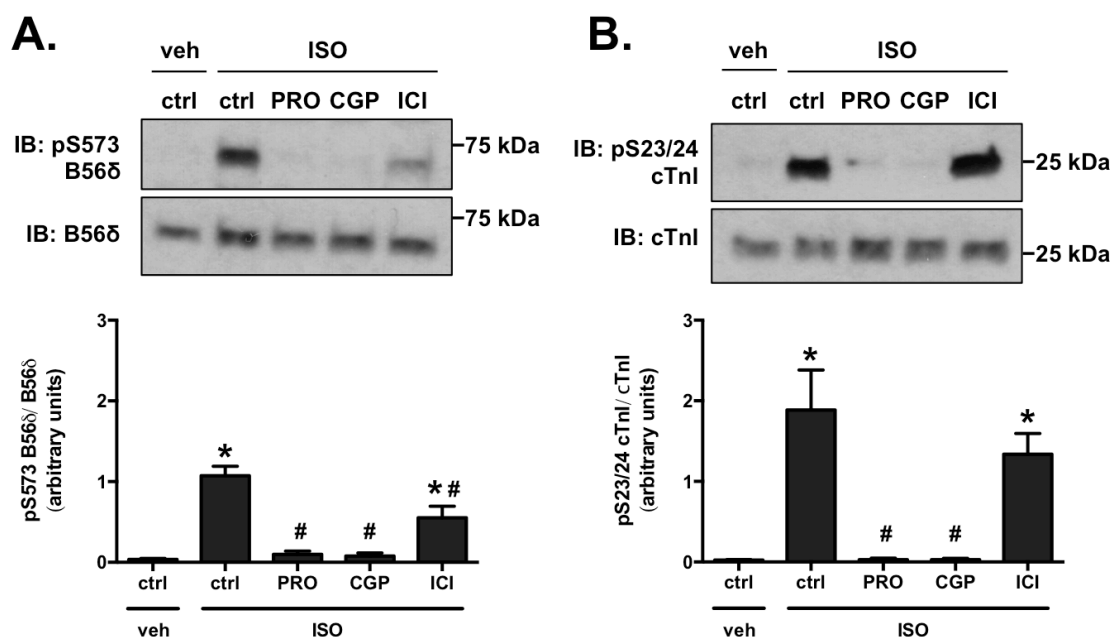 A.
veh ISO
ctrl ctrl PRO CGP ICI
IB: pS573
B56δ
75 kDa
IB: B56δ
75 kDa
pS573 B56δ/ B56δ
(arbitrary units)
3
2
1
0
*
#
#
*#
ctrl ctrl PRO CGP ICI
veh ISO
B.
veh ISO
ctrl ctrl PRO CGP ICI
IB: pS23/24
cTnI
25 kDa
IB: cTnI
25 kDa
pS23/24 cTnI/ cTnI
(arbitrary units)
3
2
1
0
*
#
#
*
ctrl ctrl PRO CGP ICI
veh ISO